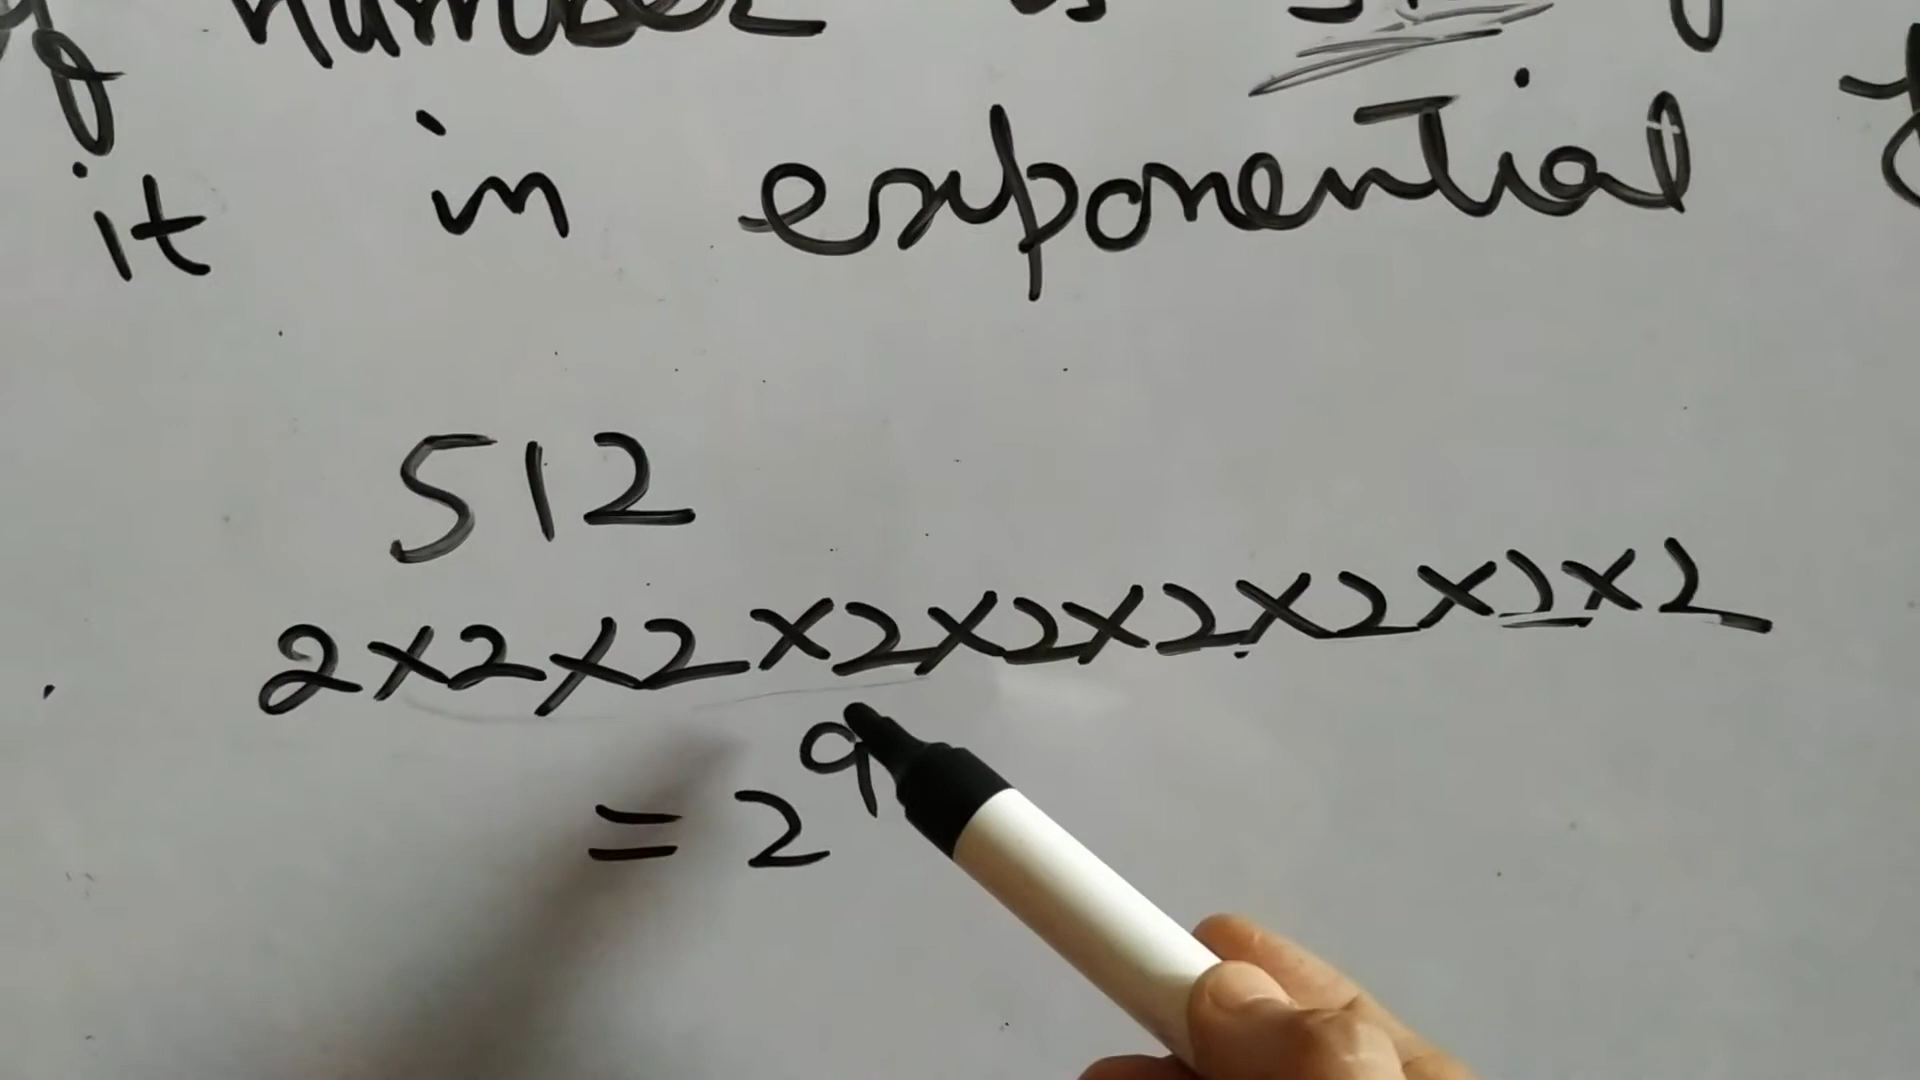 number is
it in exponential
512
2×2×2×2×2×2×2×2×2
= 2⁹